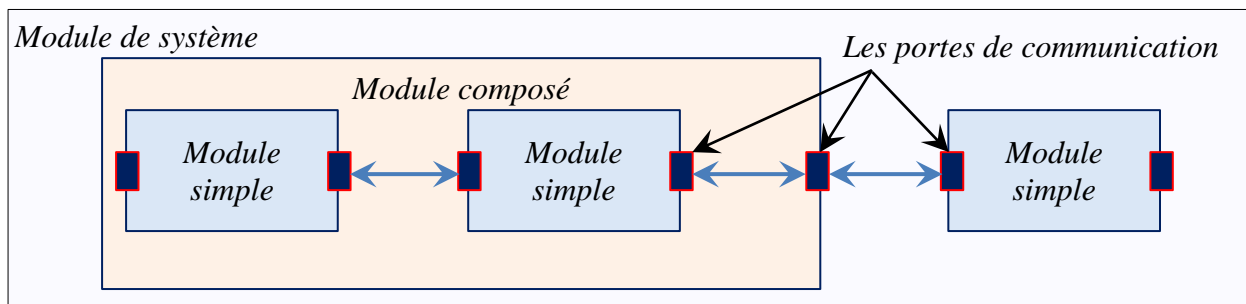 Module de système
Les portes de communication
Module composé
Module
simple
Module
simple
Module
simple